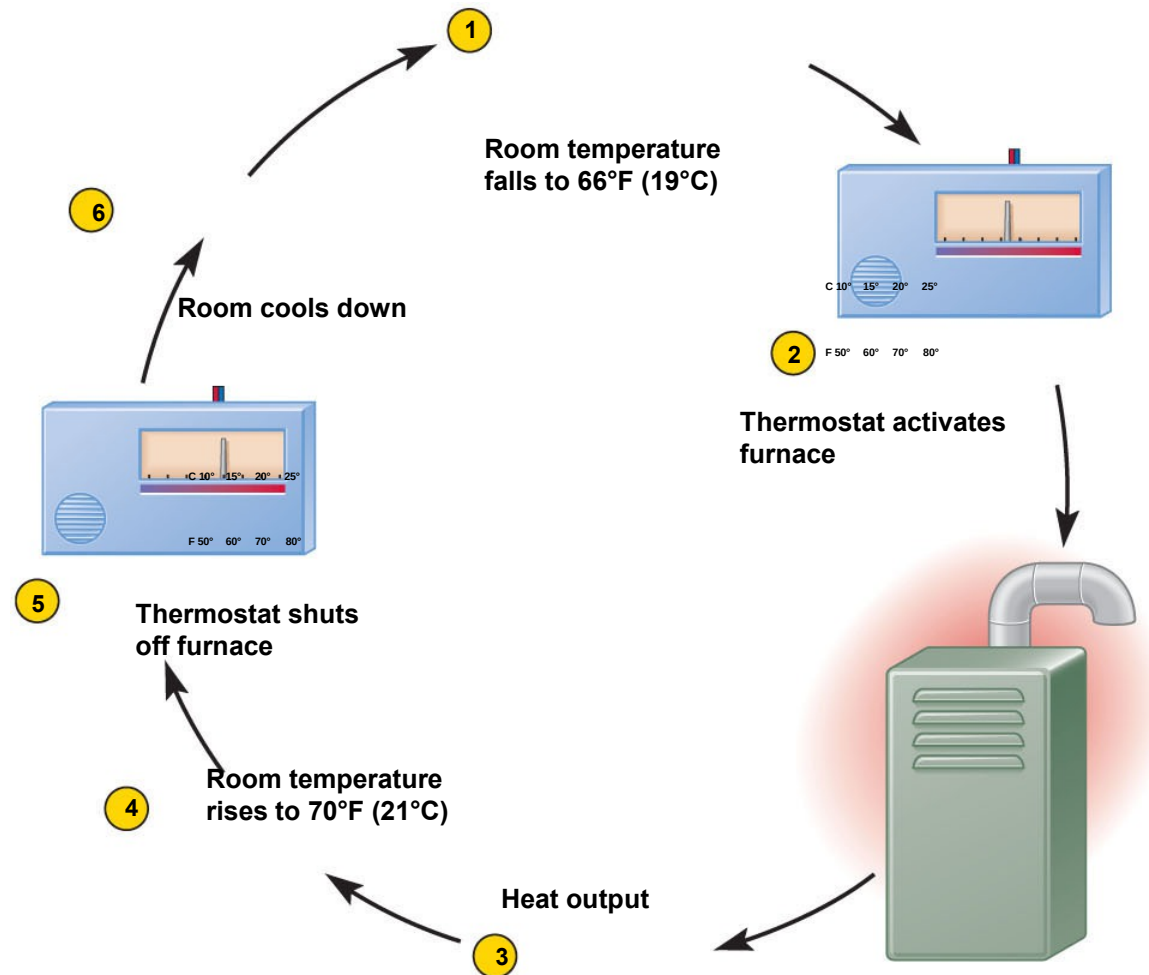 1
Room temperature
falls to 66°F (19°C)
C 10° 15° 20° 25°
2
F 50° 60° 70° 80°
Thermostat activates
furnace
3
Heat output
4
Room temperature
rises to 70°F (21°C)
5
Thermostat shuts
off furnace
C 10° 15° 20° 25°
F 50° 60° 70° 80°
6
Room cools down